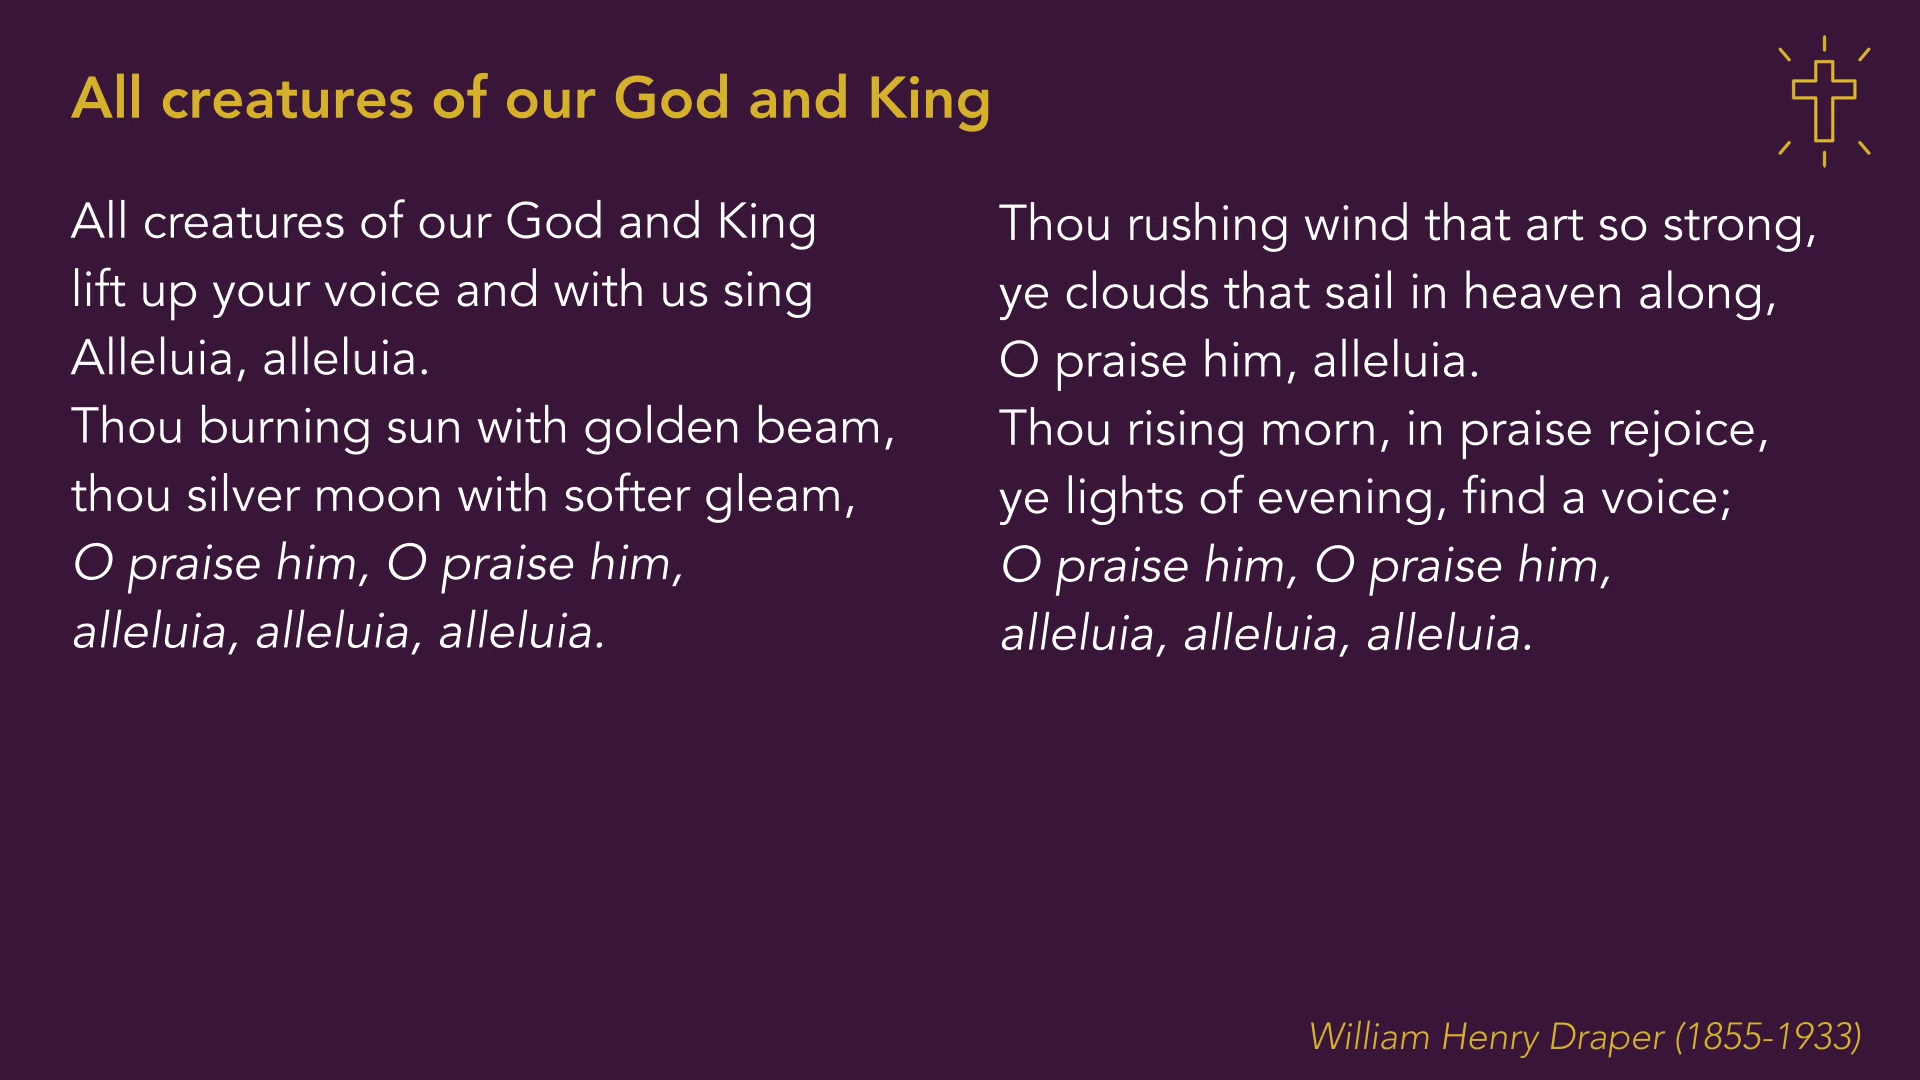 All creatures of our God and King
All creatures of our God and King
lift up your voice and with us sing
Alleluia, alleluia.
Thou burning sun with golden beam,
thou silver moon with softer gleam,
O praise him, O praise him,
alleluia, alleluia, alleluia.
Thou rushing wind that art so strong,
ye clouds that sail in heaven along,
O praise him, alleluia.
Thou rising morn, in praise rejoice,
ye lights of evening, find a voice;
O praise him, O praise him,
alleluia, alleluia, alleluia.
William Henry Draper (1855-1933)